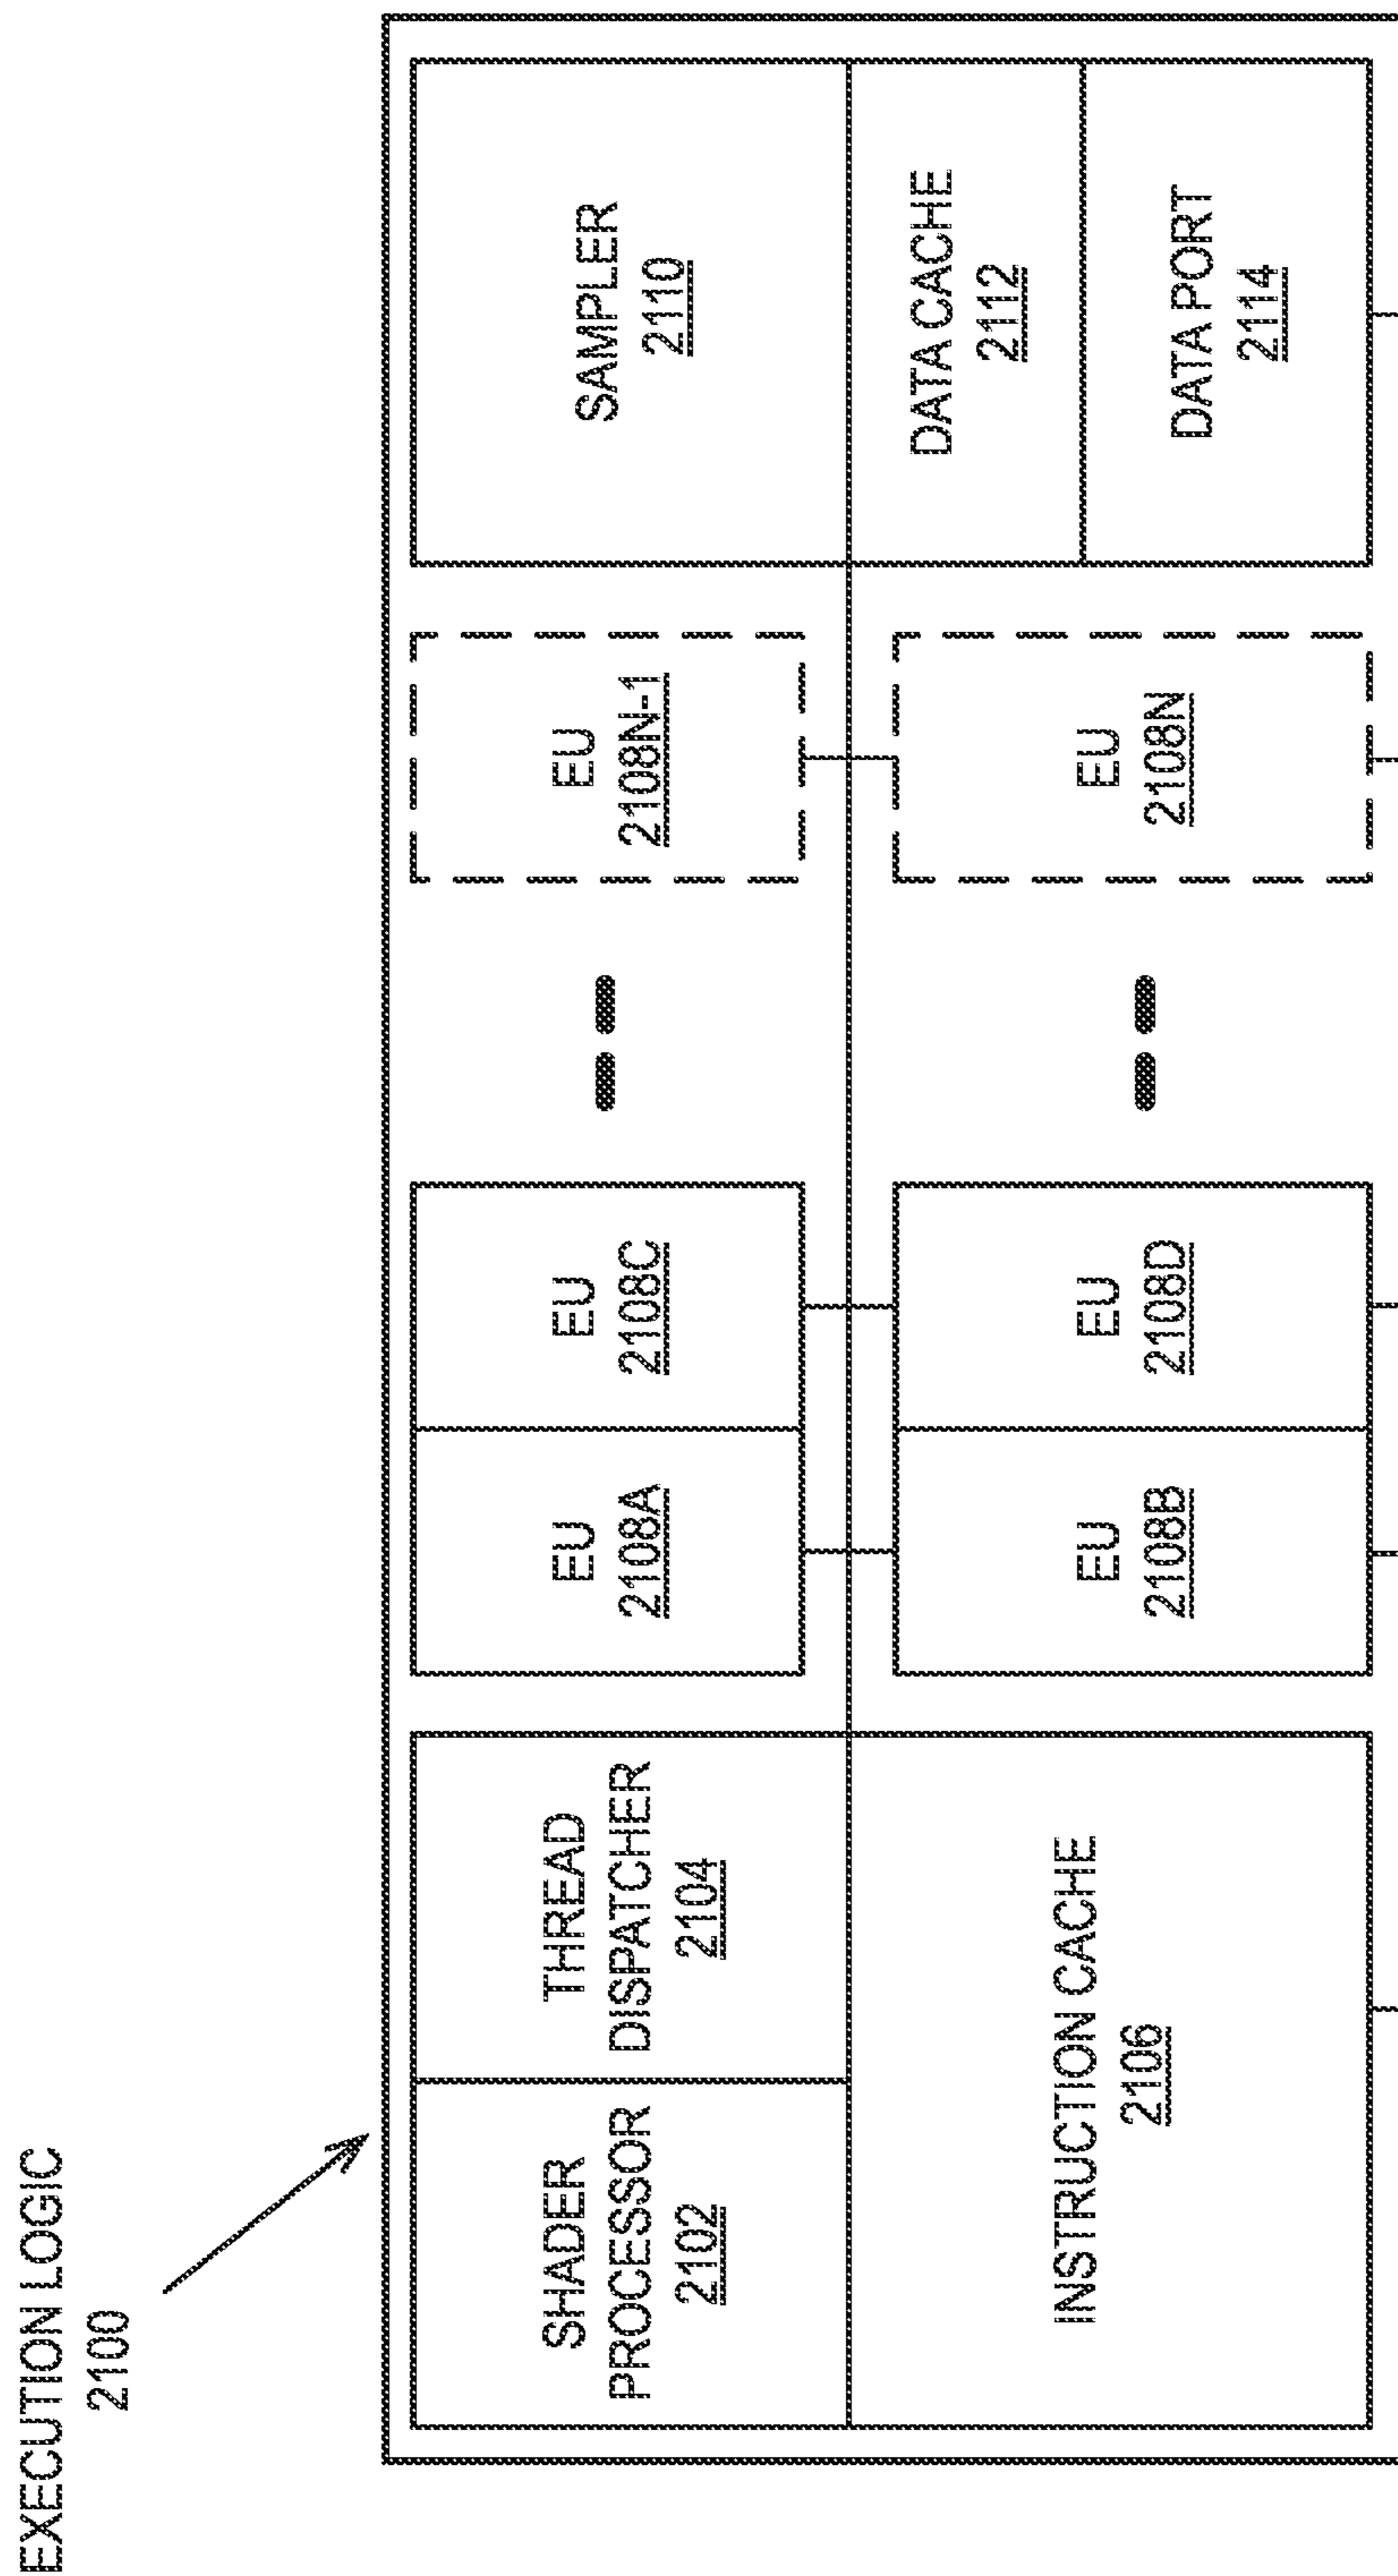 EXECUTION LOGIC
2100
SHADER
PROCESSOR
2102
THREAD
DISPATCHER
2104
INSTRUCTION CACHE
2106
EU
2108A
EU
2108C
EU
2108B
EU
2108D
EU
2108N-1
EU
2108N
SAMPLER
2110
DATA CACHE
2112
DATA PORT
2114